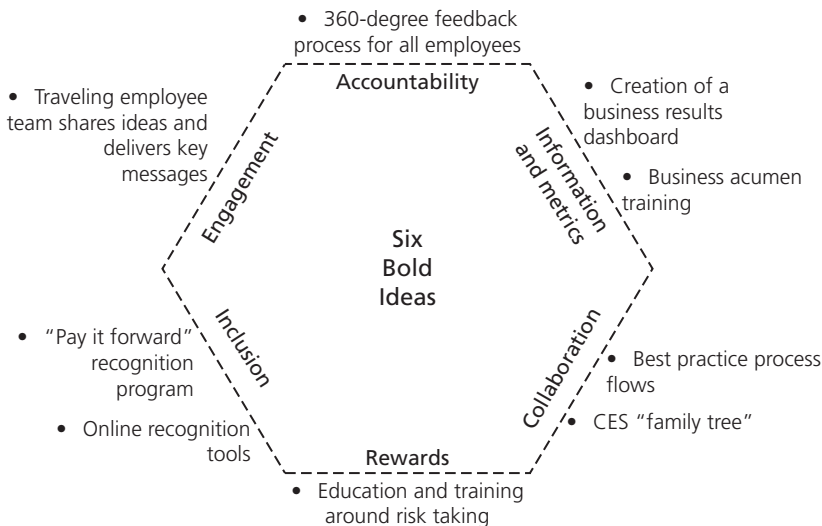 • 360-degree feedback
process for all employees
Accountability
• Creation of a
business results
dashboard
• Business acumen
training
Information
and metrics
• Traveling employee
team shares ideas and
delivers key
messages
Engagement
Six
Bold
Ideas
• “Pay it forward”
recognition
program
• Online recognition
tools
Inclusion
Collaboration
• Best practice process
flows
• CES “family tree”
Rewards
• Education and training
around risk taking